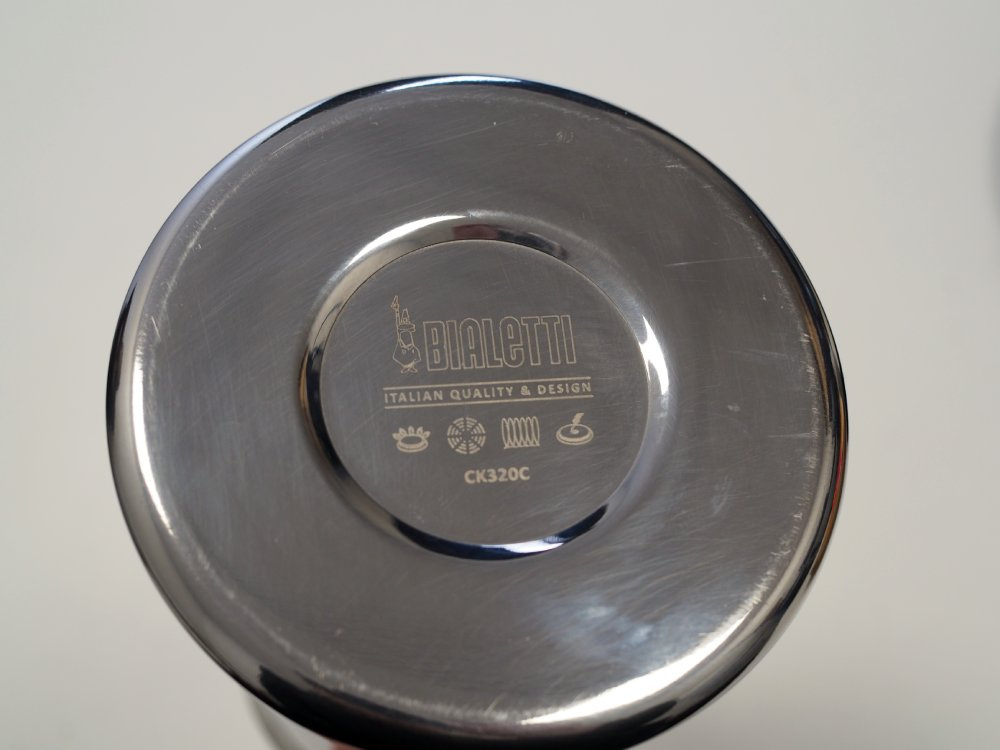 BIALETTI
ITALIAN QUALITY & DESIGN
CK320C